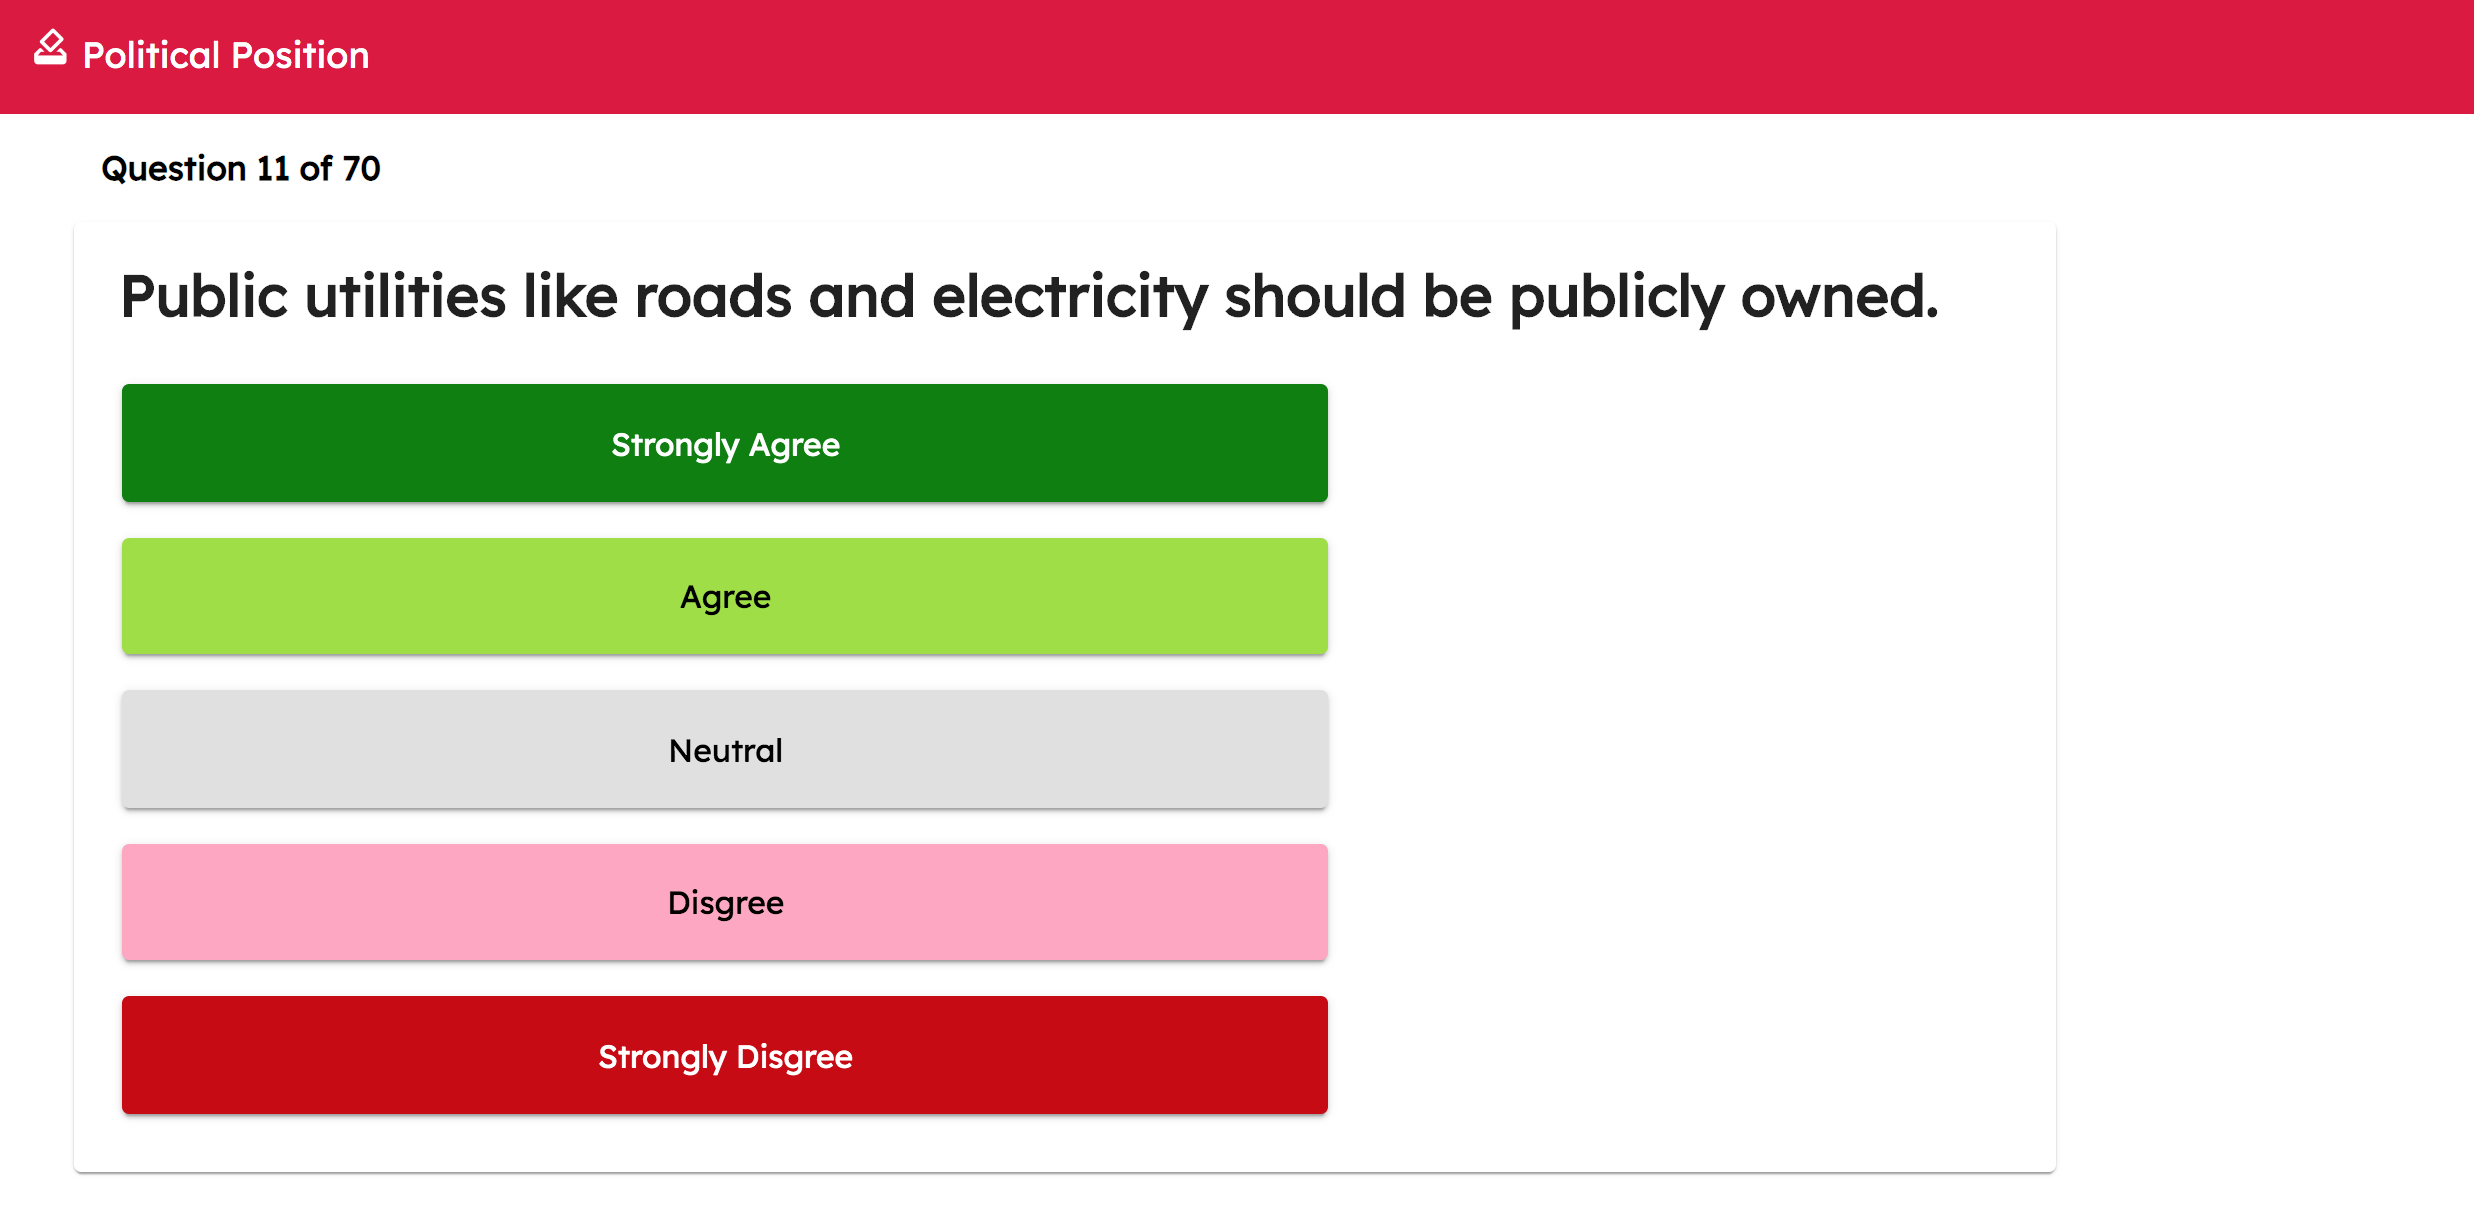 Political Position
Question 11 of 70
Public utilities like roads and electricity should be publicly owned.
Strongly Agree
Agree
Neutral
Disgree
Strongly Disgree